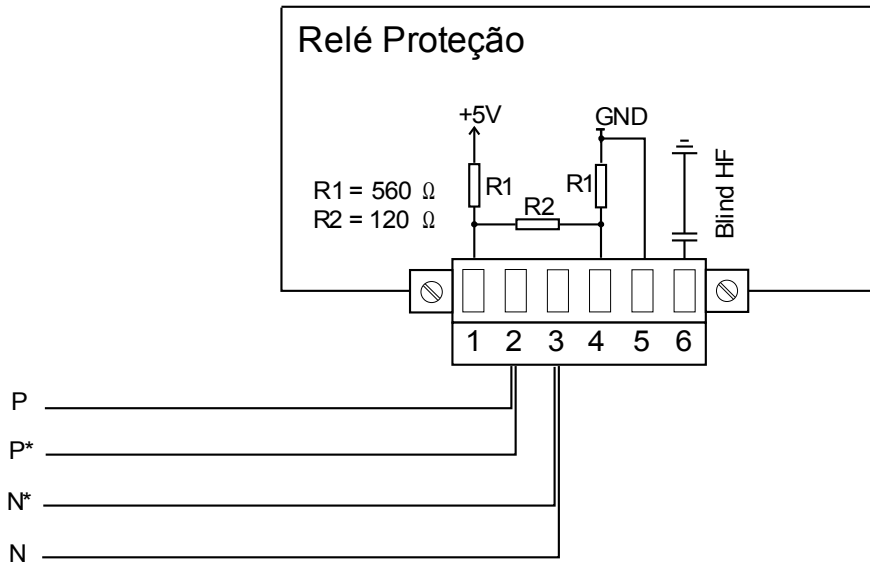 Relé Proteção
+5V
GND
R1 = 560 Ω
R2 = 120 Ω
R1
R2
R1
Blind HF
1 2 3 4 5 6
P
P*
N*
N